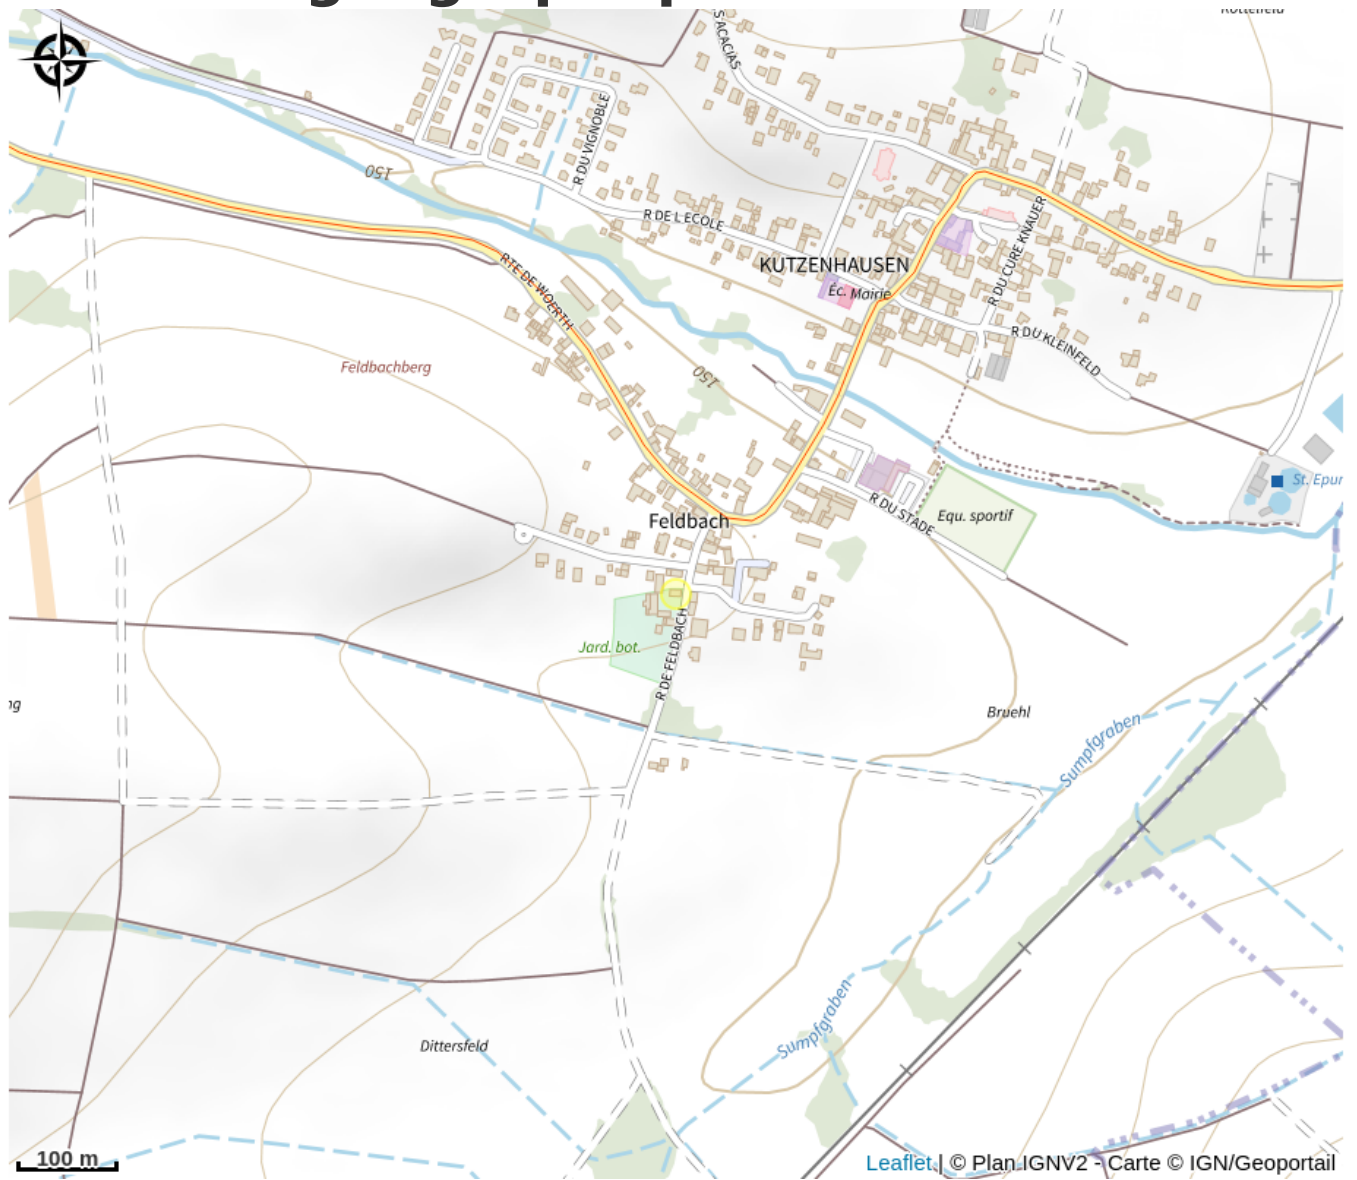 Rottelfeld
S ACACIAS
R DU VIGNOBLE
150
R DE L ECOLE
R DU CURE KNAUER
KUTZENHAUSEN
Éc. Mairie
RTE DE WOERTH
R DU KLEINFELD
Feldbachberg
150
St. Epur
R DU STADE
Equ. sportif
Feldbach
Jard. bot.
R DE FELDBACH
ng
Bruehl
Sumpfgraben
Sumpfgraben
Dittersfeld
100 m
Leaflet | © Plan IGNV2 - Carte © IGN/Geoportail